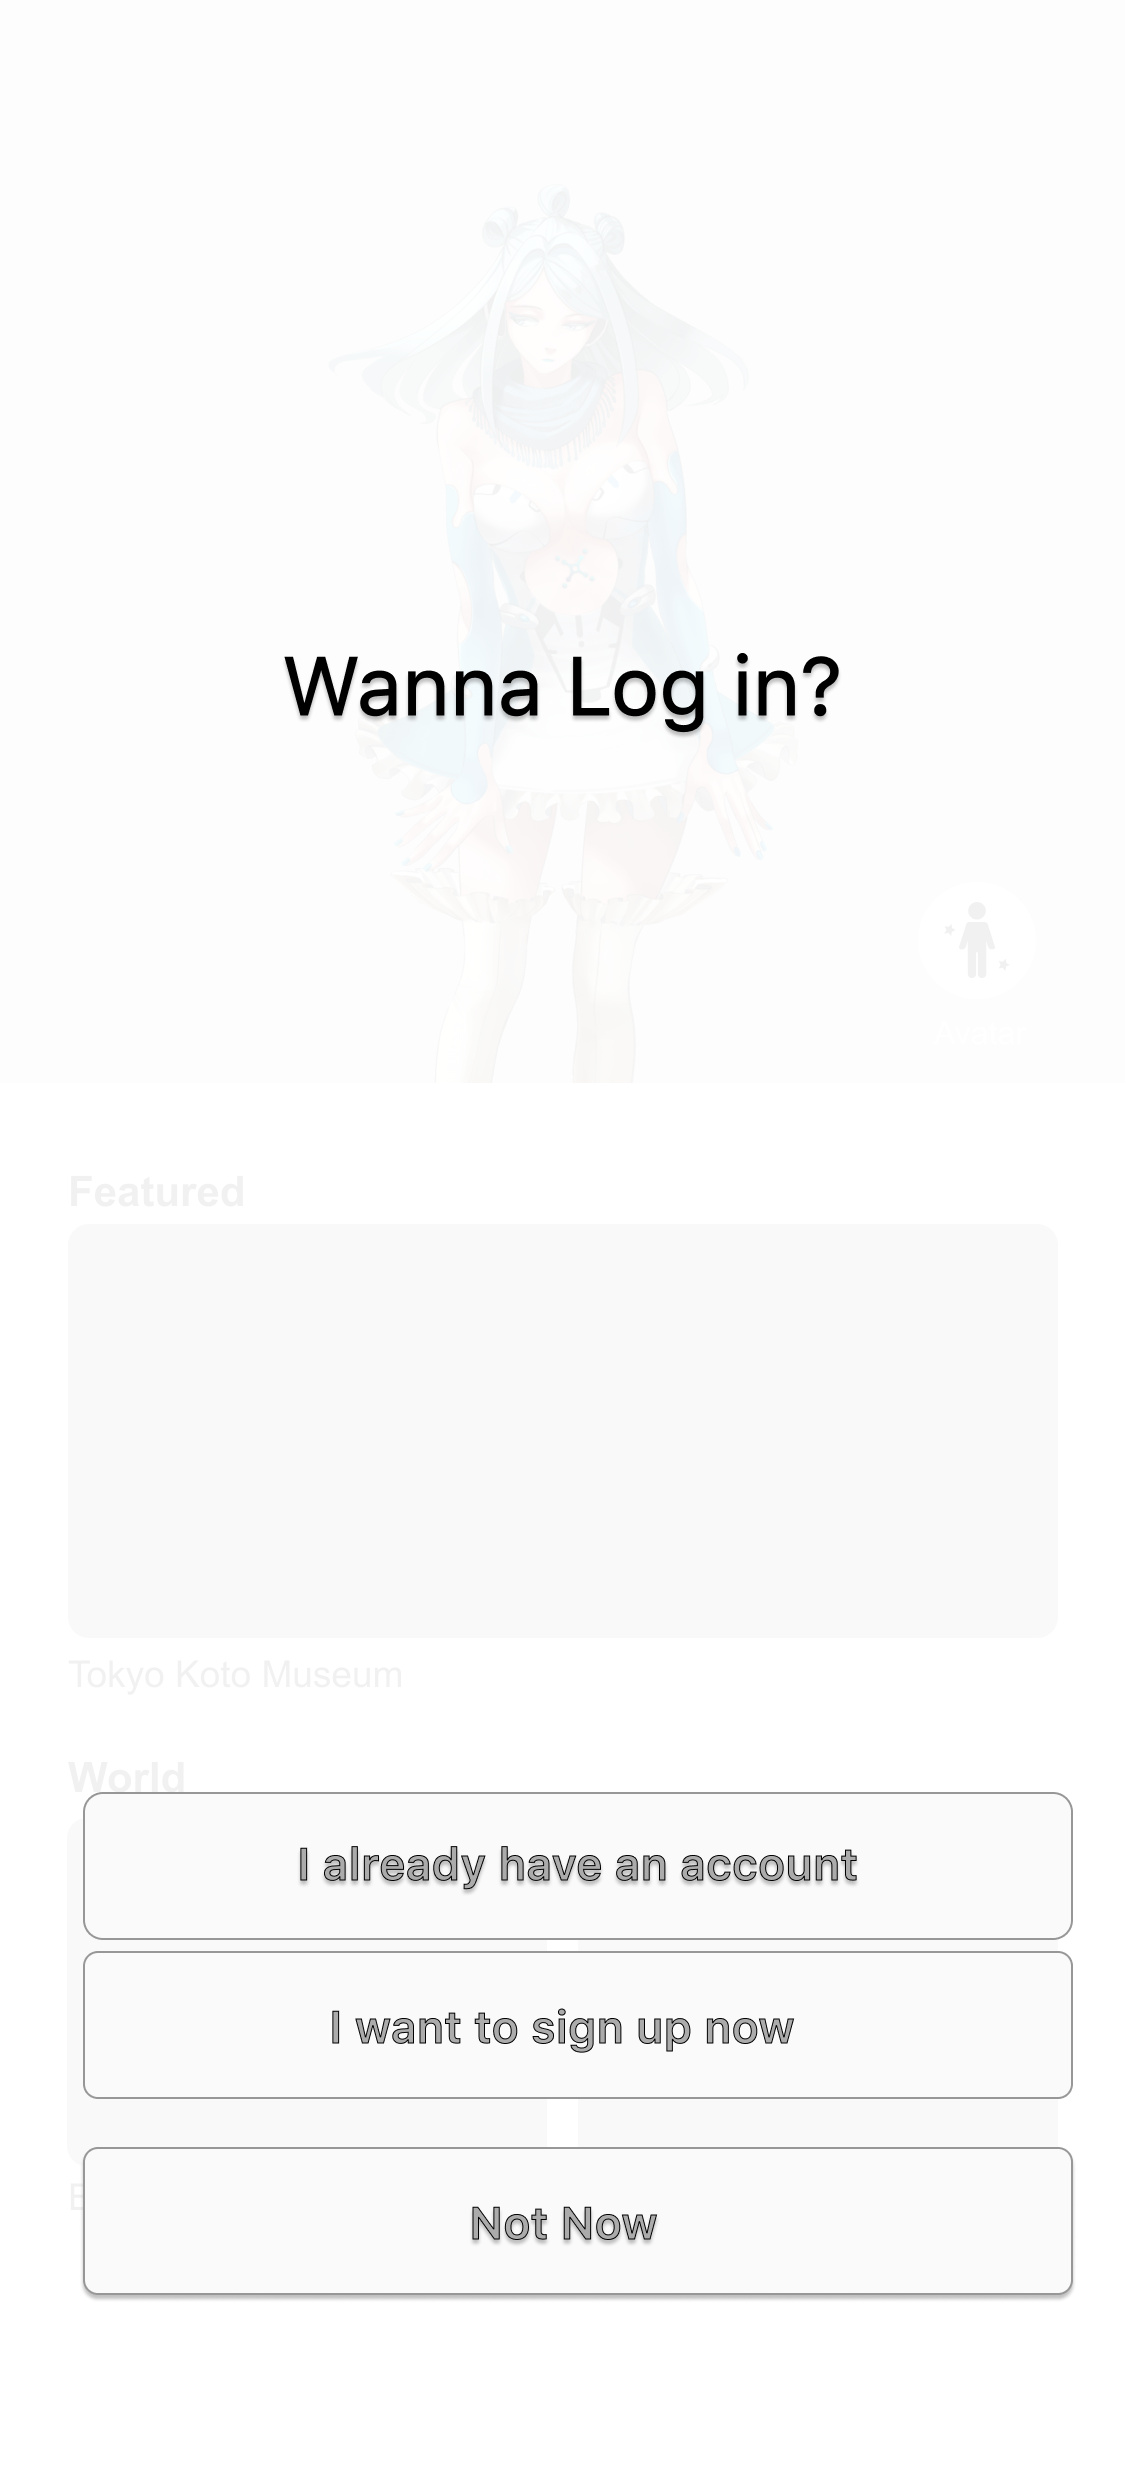 Wanna Log in?
Avatar
Featured
Tokyo Koto Museum
World
I already have an account
I want to sign up now
Not Now